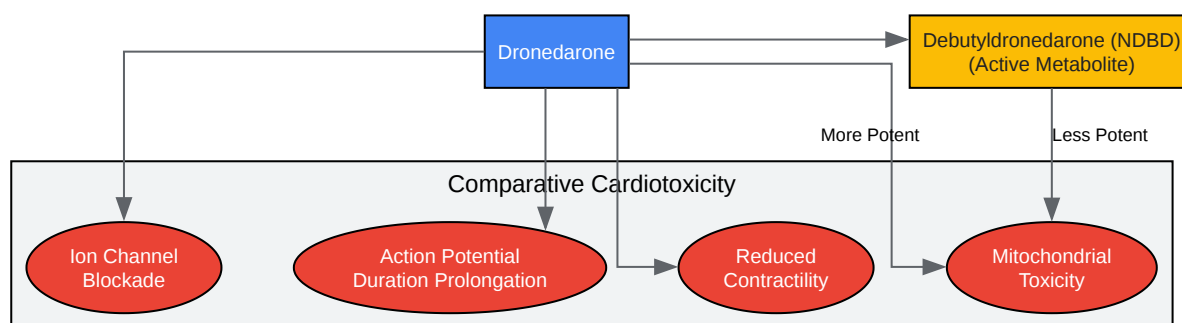 Dronedarone
Debutyldronedarone (NDBD)
(Active Metabolite)
More Potent
Less Potent
Comparative Cardiotoxicity
Ion Channel
Blockade
Action Potential
Duration Prolongation
Reduced
Contractility
Mitochondrial
Toxicity